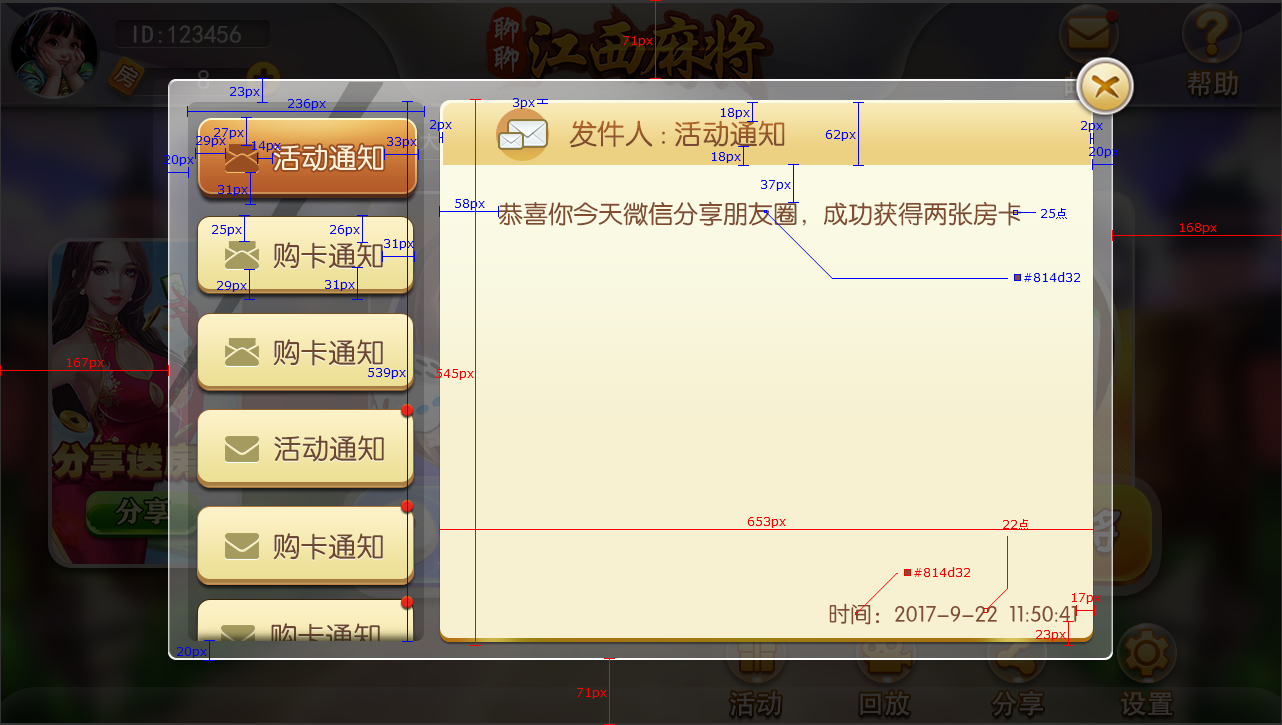 ID:123456
聊聊
江西麻将
71px
房
8
帮助
23px
236px
3px
2px
18px
62px
2px
发件人 : 活动通知
18px
20px
27px
29px
14px
33px
20px
活动通知
31px
37px
58px
恭喜你今天微信分享朋友圈，成功获得两张房卡
25点
25px
26px
31px
购卡通知
29px
31px
168px
#814d32
购卡通知
167px
539px
545px
活动通知
分享送房
分享
653px
22点
购卡通知
#814d32
17px
时间：2017-9-22 11:50:41
23px
购卡通知
20px
71px
活动
回放
分享
设置